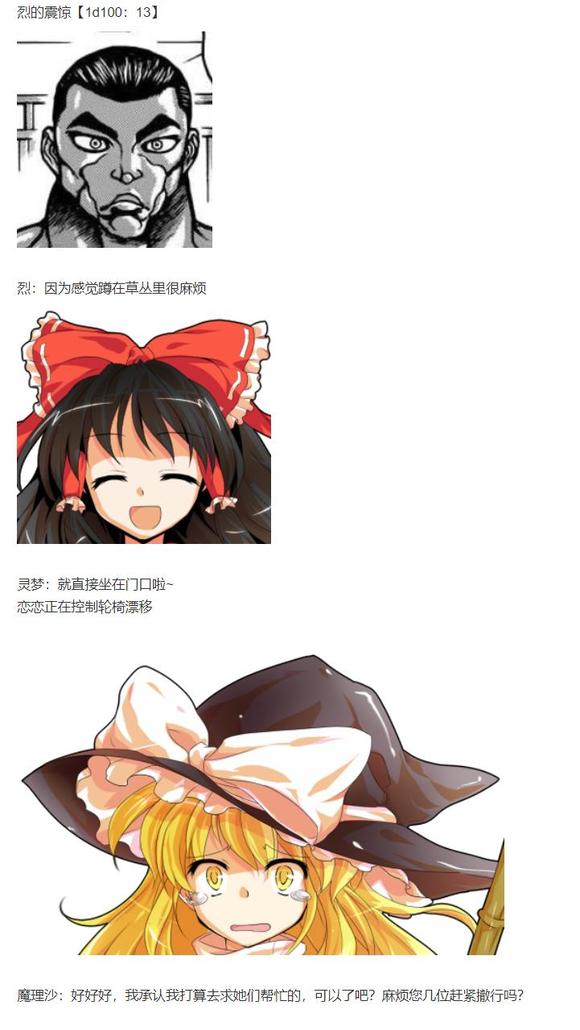 烈的震惊【1d100：13】
烈：因为感觉蹲在草丛里很麻烦
灵梦：就直接坐在门口啦~
恋恋正在控制轮椅漂移
魔理沙：好好好，我承认我打算去求她们帮忙的，可以了吧？麻烦您几位赶紧撤行吗？